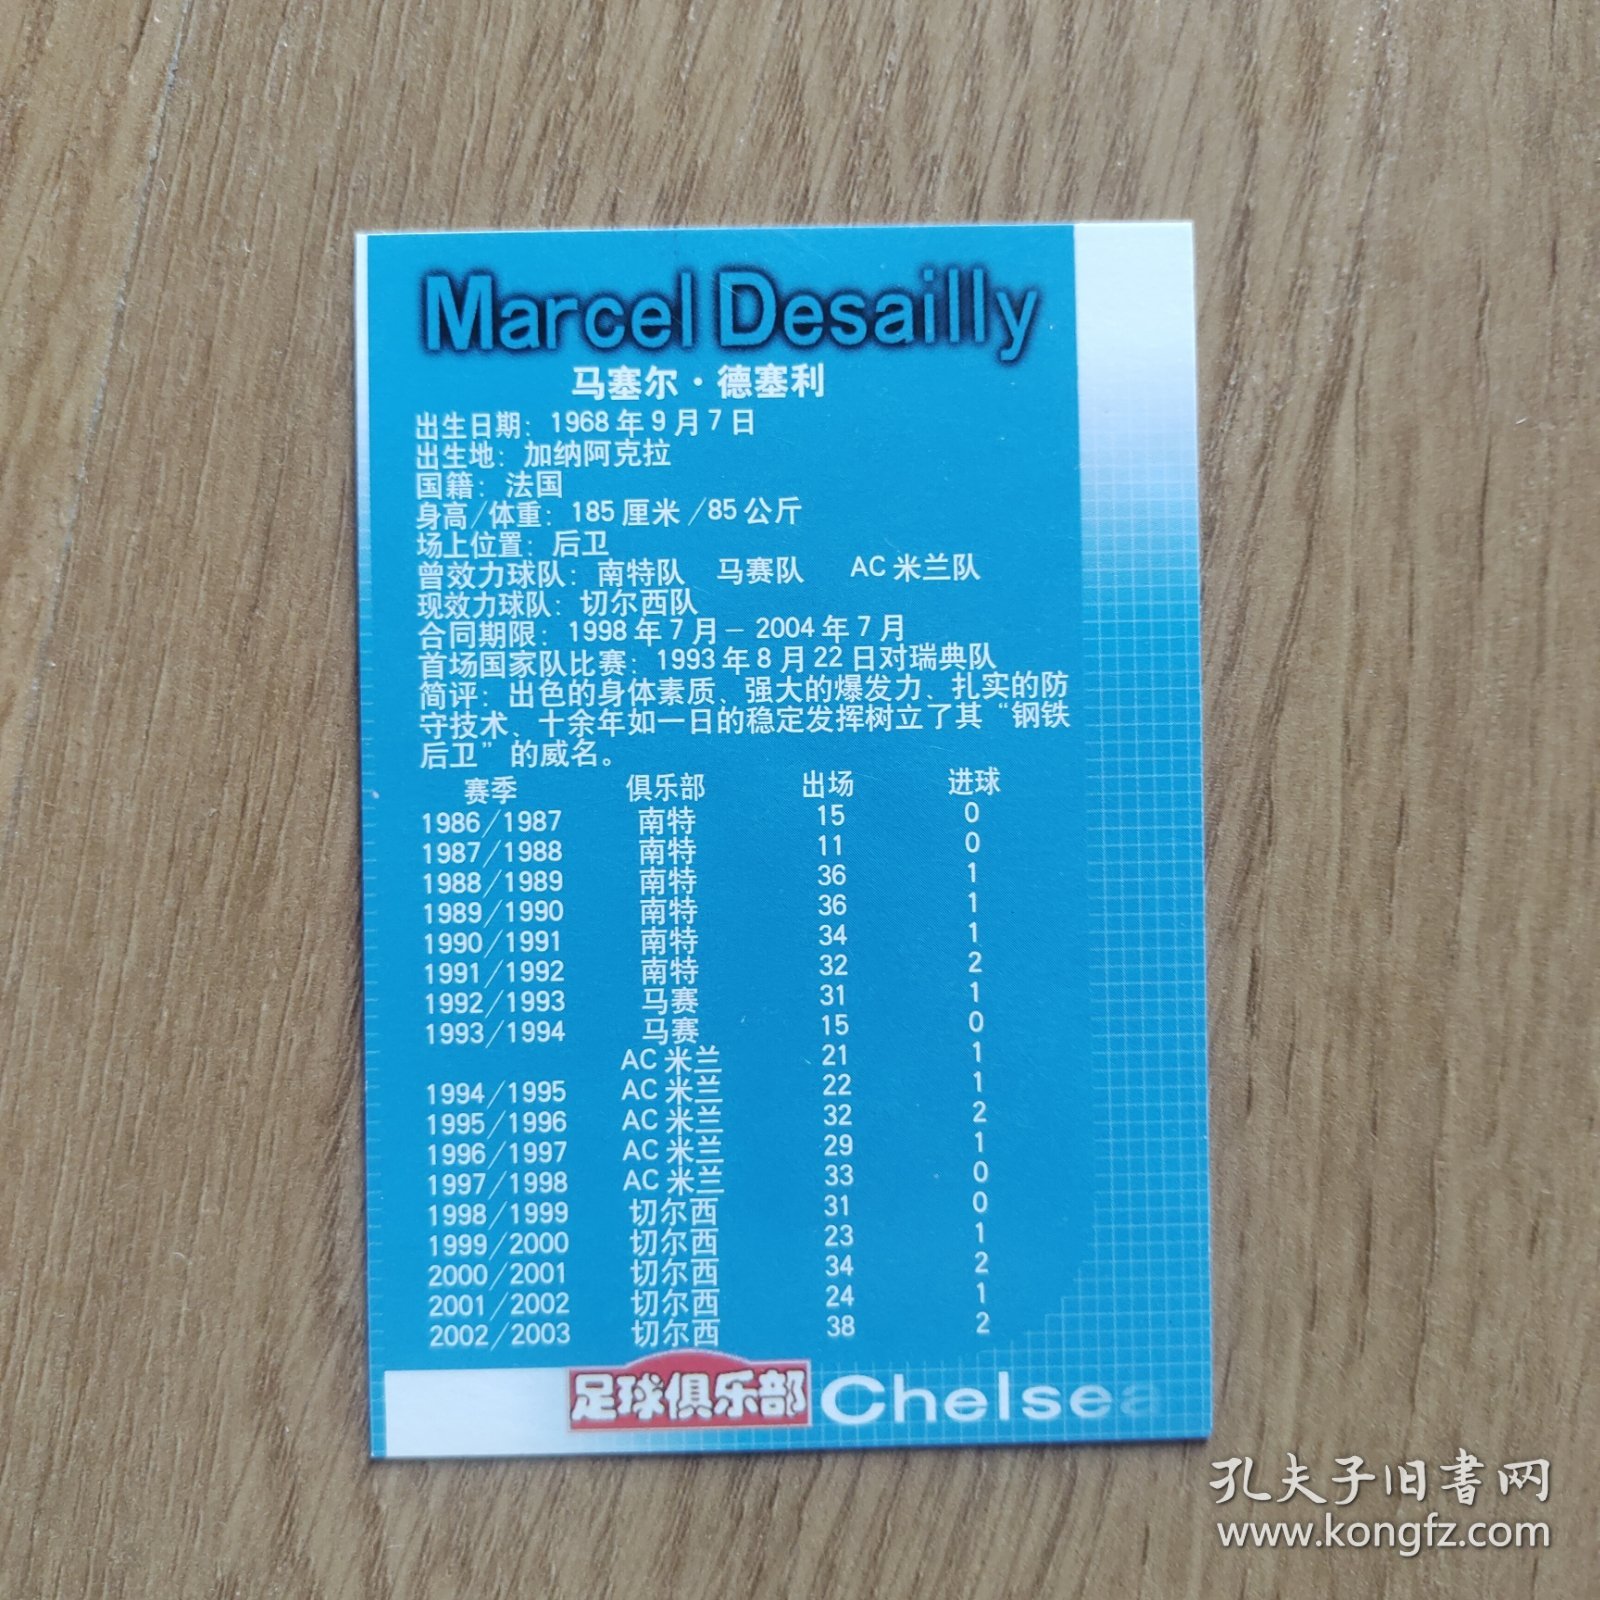 Marcel Desailly
马塞尔·德塞利
出生日期：1968年9月7日
出生地：加纳阿克拉
国籍：法国
身高/体重：185厘米/85公斤
场上位置：后卫
曾效力球队：南特队 马赛队 AC米兰队
现效力球队：切尔西队
合同期限：1998年7月－2004年7月
首场国家队比赛：1993年8月22日对瑞典队
简评：出色的身体素质、强大的爆发力、扎实的防
守技术、十余年如一日的稳定发挥树立了其“钢铁
后卫”的威名。
赛季 俱乐部 出场 进球
1986/1987 南特 15 0
1987/1988 南特 11 0
1988/1989 南特 36 1
1989/1990 南特 36 1
1990/1991 南特 34 1
1991/1992 南特 32 2
1992/1993 马赛 31 1
1993/1994 马赛 15 0
AC米兰 21 1
1994/1995 AC米兰 22 1
1995/1996 AC米兰 32 2
1996/1997 AC米兰 29 1
1997/1998 AC米兰 33 0
1998/1999 切尔西 31 0
1999/2000 切尔西 23 1
2000/2001 切尔西 34 2
2001/2002 切尔西 24 1
2002/2003 切尔西 38 2
足球俱乐部 Chelsea
孔夫子旧書网
www.kongfz.com